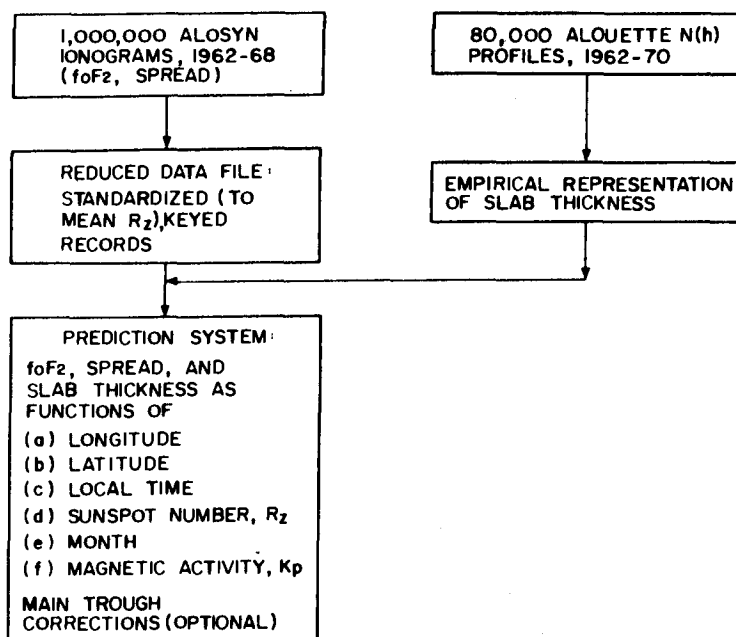 1,000,000 ALOSYN
IONOGRAMS, 1962-68
(foF2, SPREAD)
80,000 ALOUETTE N(h)
PROFILES, 1962-70
REDUCED DATA FILE:
STANDARDIZED (TO
MEAN Rz), KEYED
RECORDS
EMPIRICAL REPRESENTATION
OF SLAB THICKNESS
PREDICTION SYSTEM:
foF2, SPREAD, AND
SLAB THICKNESS AS
FUNCTIONS OF
(a) LONGITUDE
(b) LATITUDE
(c) LOCAL TIME
(d) SUNSPOT NUMBER, Rz
(e) MONTH
(f) MAGNETIC ACTIVITY, Kp
MAIN TROUGH
CORRECTIONS (OPTIONAL)